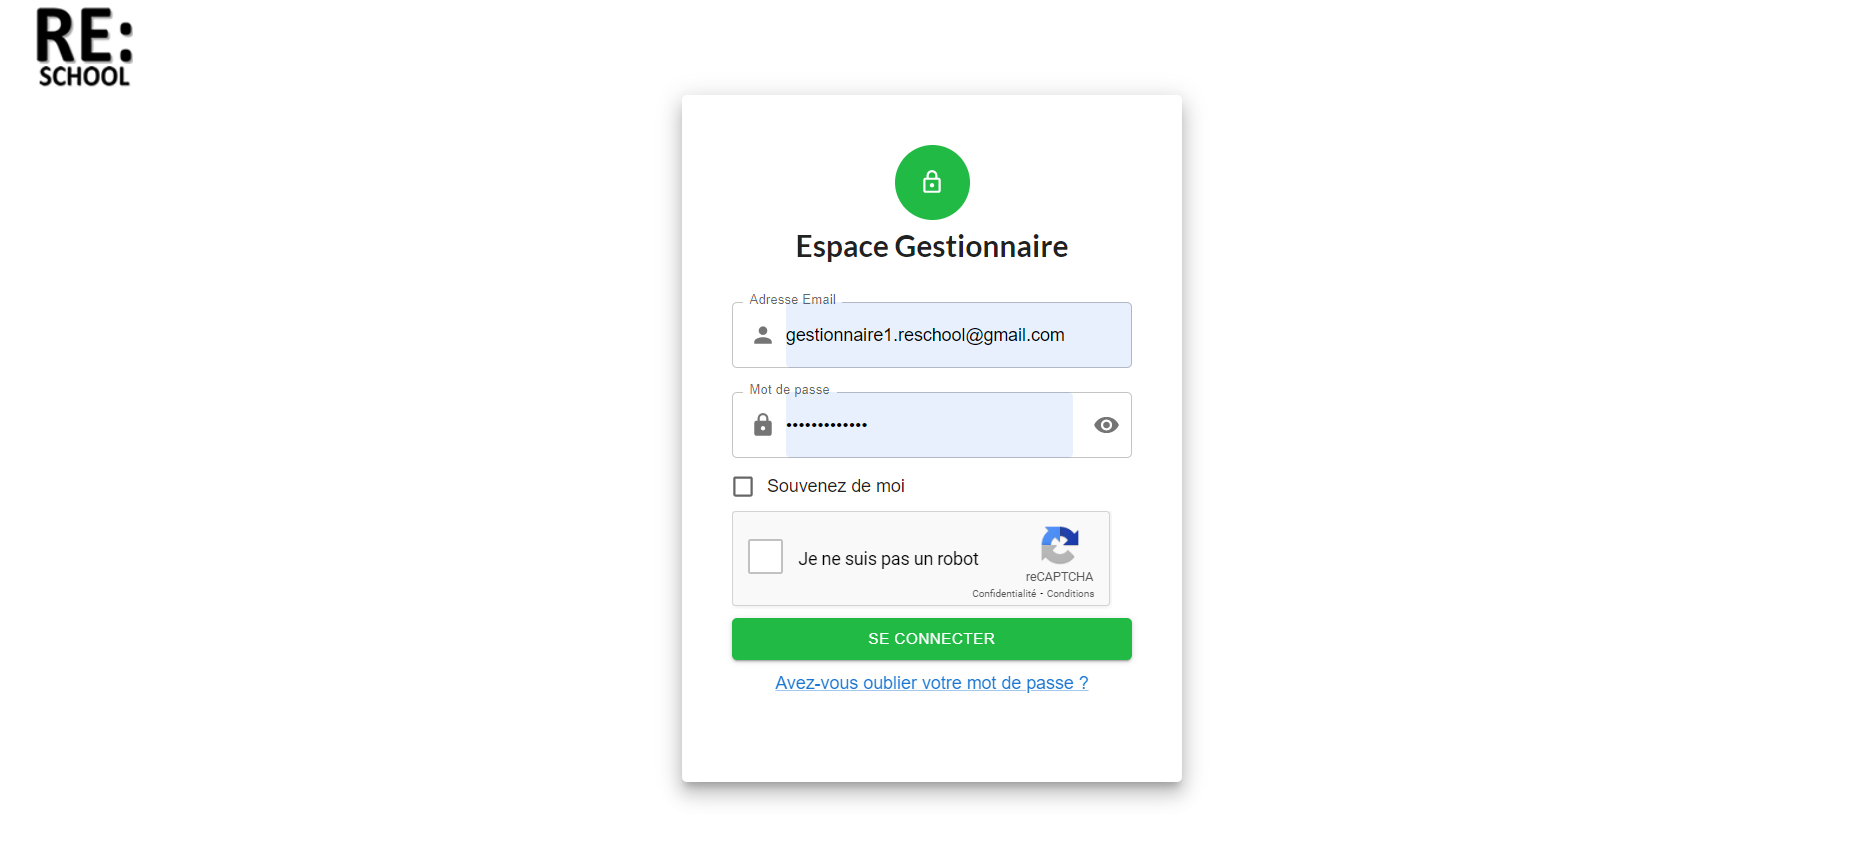 RE:
SCHOOL
Espace Gestionnaire
Adresse Email
gestionnaire1.reschool@gmail.com
Mot de passe
•••••••••••••
Souvenez de moi
Je ne suis pas un robot
reCAPTCHA
Confidentialité - Conditions
SE CONNECTER
Avez-vous oublier votre mot de passe ?